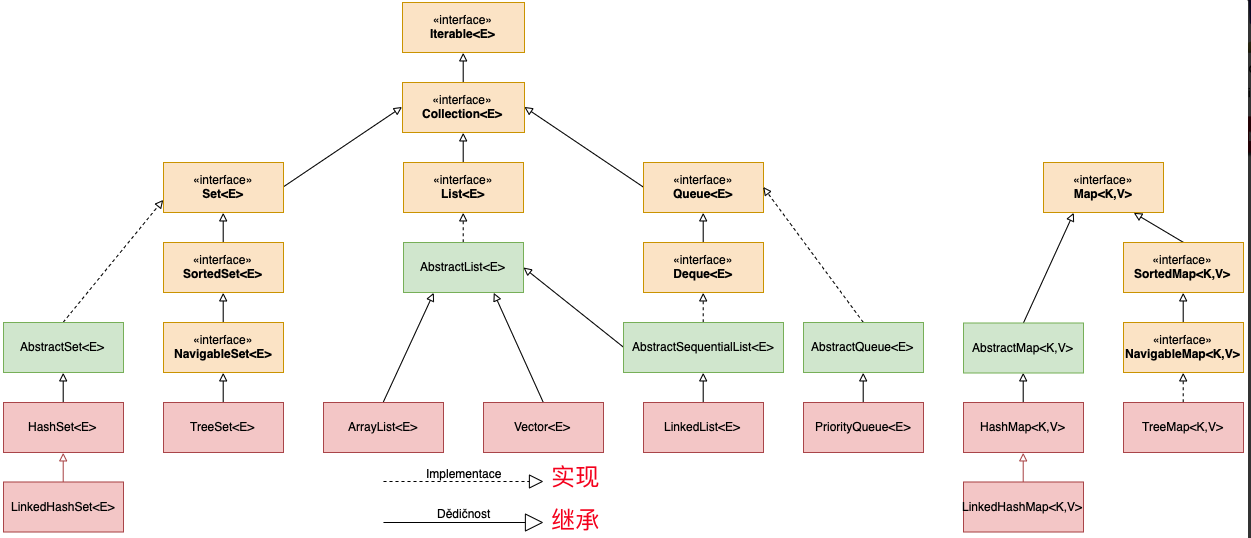 «interface»
Iterable<E>
«interface»
Collection<E>
«interface»
Set<E>
«interface»
List<E>
«interface»
Queue<E>
«interface»
Map<K,V>
«interface»
SortedSet<E>
AbstractList<E>
«interface»
Deque<E>
«interface»
SortedMap<K,V>
AbstractSet<E>
«interface»
NavigableSet<E>
AbstractSequentialList<E>
AbstractQueue<E>
AbstractMap<K,V>
«interface»
NavigableMap<K,V>
HashSet<E>
TreeSet<E>
ArrayList<E>
Vector<E>
LinkedList<E>
PriorityQueue<E>
HashMap<K,V>
TreeMap<K,V>
LinkedHashSet<E>
Implementace 实现
Dědičnost 继承
LinkedHashMap<K,V>